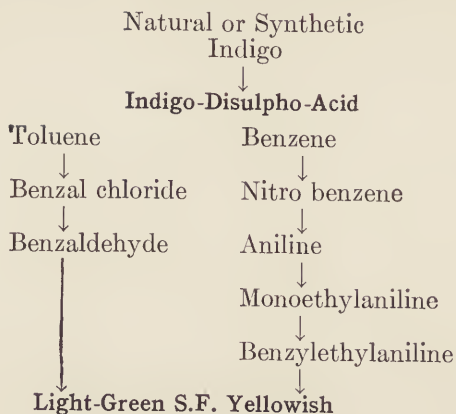 Natural or Synthetic
Indigo
↓
Indigo-Disulpho-Acid
Toluene Benzene
↓ ↓
Benzal chloride Nitro benzene
↓ ↓
Benzaldehyde Aniline
↓
Monoethylaniline
↓
Benzylethylaniline
↓ ↓
Light-Green S.F. Yellowish